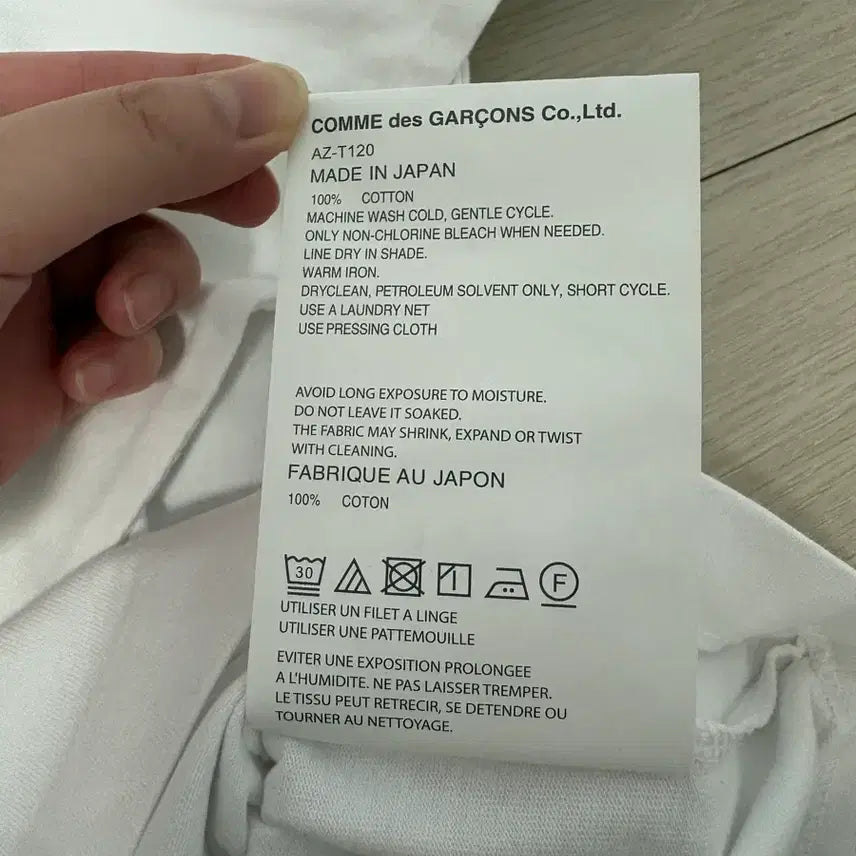 COMME des GARÇONS Co.,Ltd.
AZ-T120
MADE IN JAPAN
100% COTTON
MACHINE WASH COLD, GENTLE CYCLE.
ONLY NON-CHLORINE BLEACH WHEN NEEDED.
LINE DRY IN SHADE.
WARM IRON.
DRYCLEAN, PETROLEUM SOLVENT ONLY, SHORT CYCLE.
USE A LAUNDRY NET
USE PRESSING CLOTH
AVOID LONG EXPOSURE TO MOISTURE.
DO NOT LEAVE IT SOAKED.
THE FABRIC MAY SHRINK, EXPAND OR TWIST
WITH CLEANING.
FABRIQUE AU JAPON
100% COTON
30 F
UTILISER UN FILET A LINGE
UTILISER UNE PATTEMOUILLE
EVITER UNE EXPOSITION PROLONGEE
A L'HUMIDITE. NE PAS LAISSER TREMPER.
LE TISSU PEUT RETRECIR, SE DETENDRE OU
TOURNER AU NETTOYAGE.